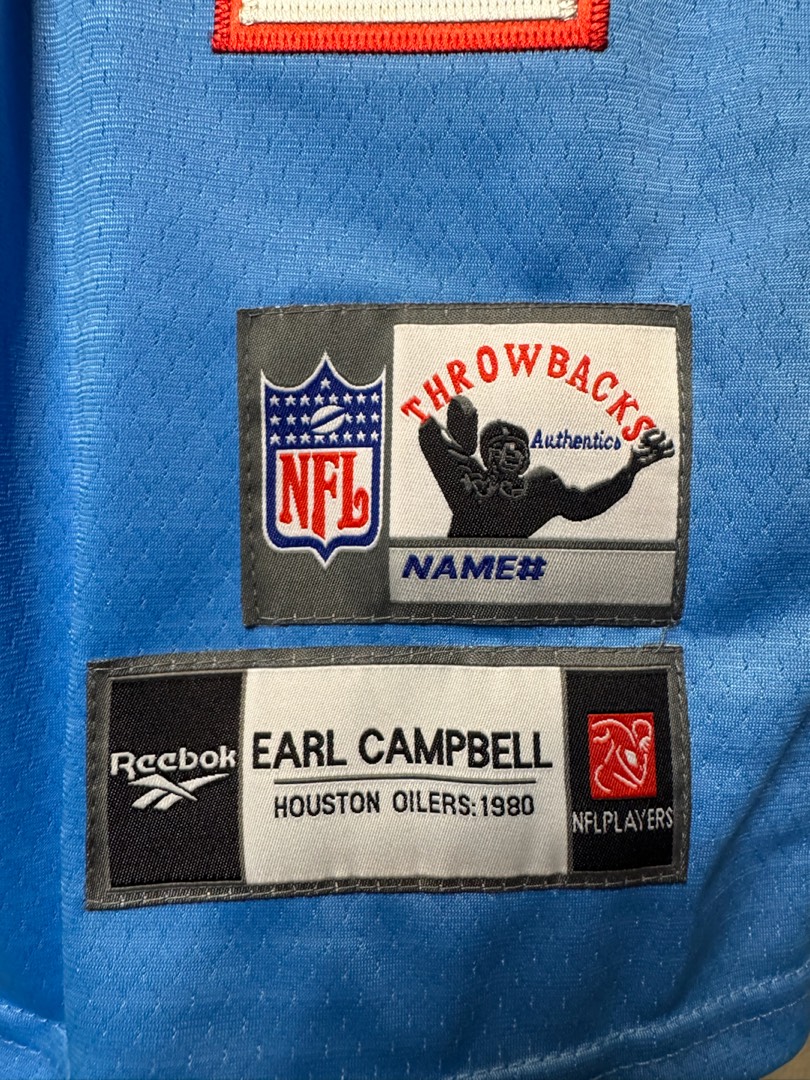 THROWBACKS
Authentics
NFL
NAME#
Reebok
EARL CAMPBELL
HOUSTON OILERS:1980
NFLPLAYERS